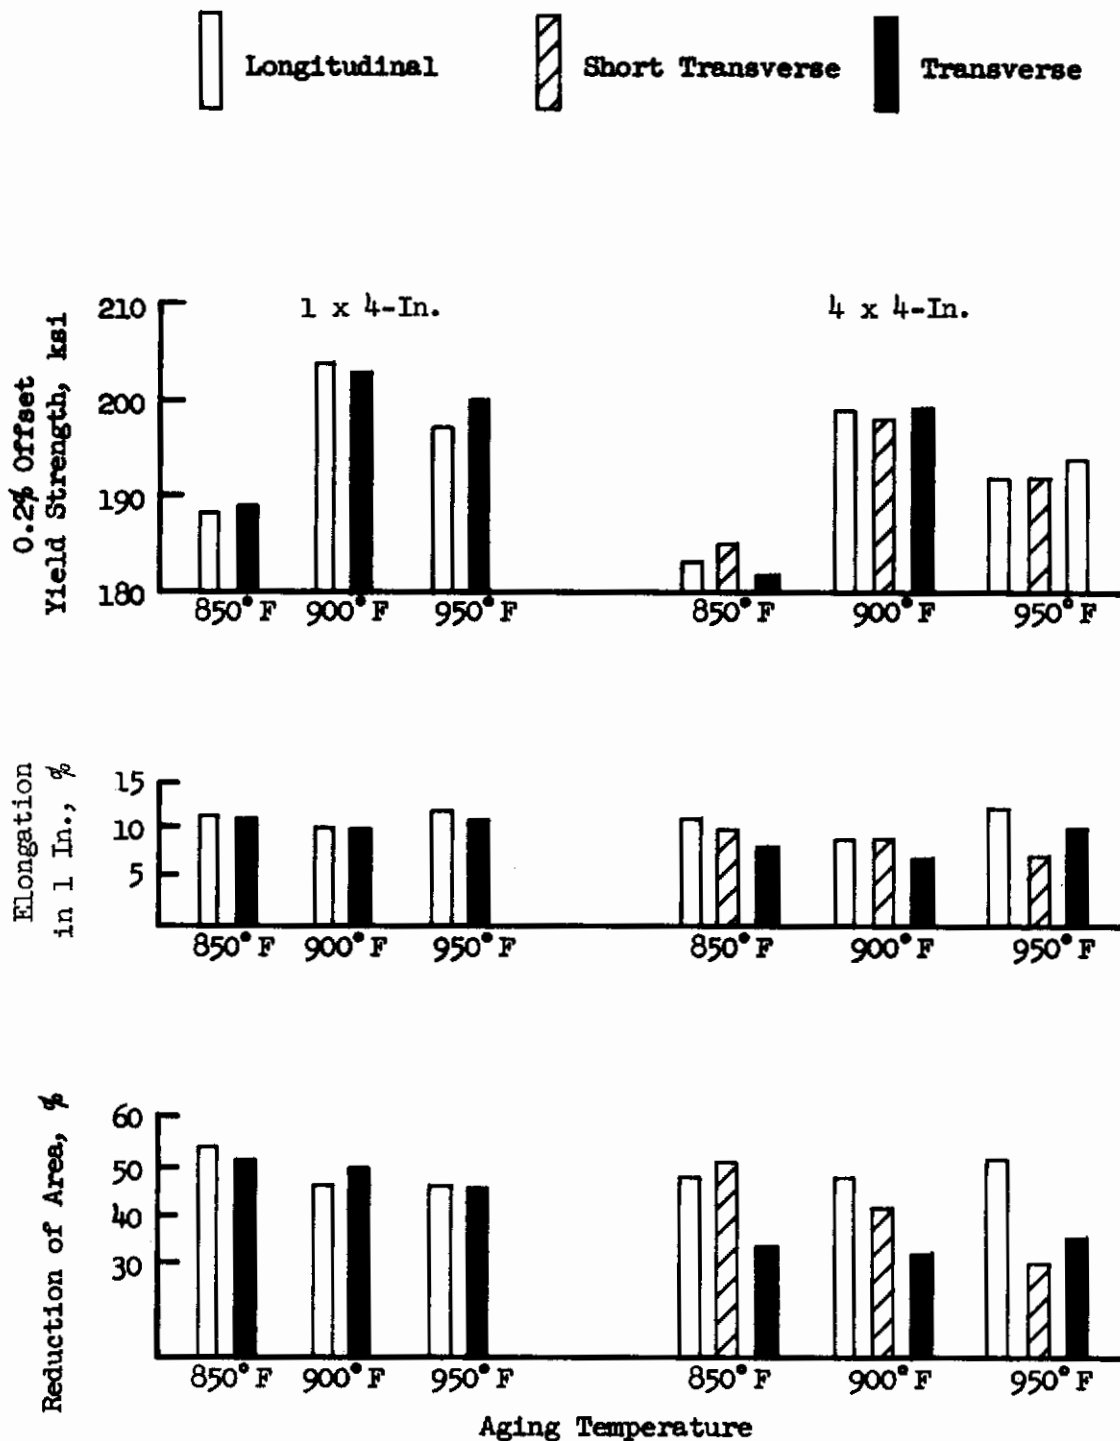 Longitudinal
Short Transverse
Transverse
0.2% Offset
Yield Strength, ksi
1 x 4-In.
4 x 4-In.
210
200
190
180
850°F 900°F 950°F 850°F 900°F 950°F
Elongation
in 1 In., %
15
10
5
850°F 900°F 950°F 850°F 900°F 950°F
Reduction of Area, %
60
50
40
30
850°F 900°F 950°F 850°F 900°F 950°F
Aging Temperature